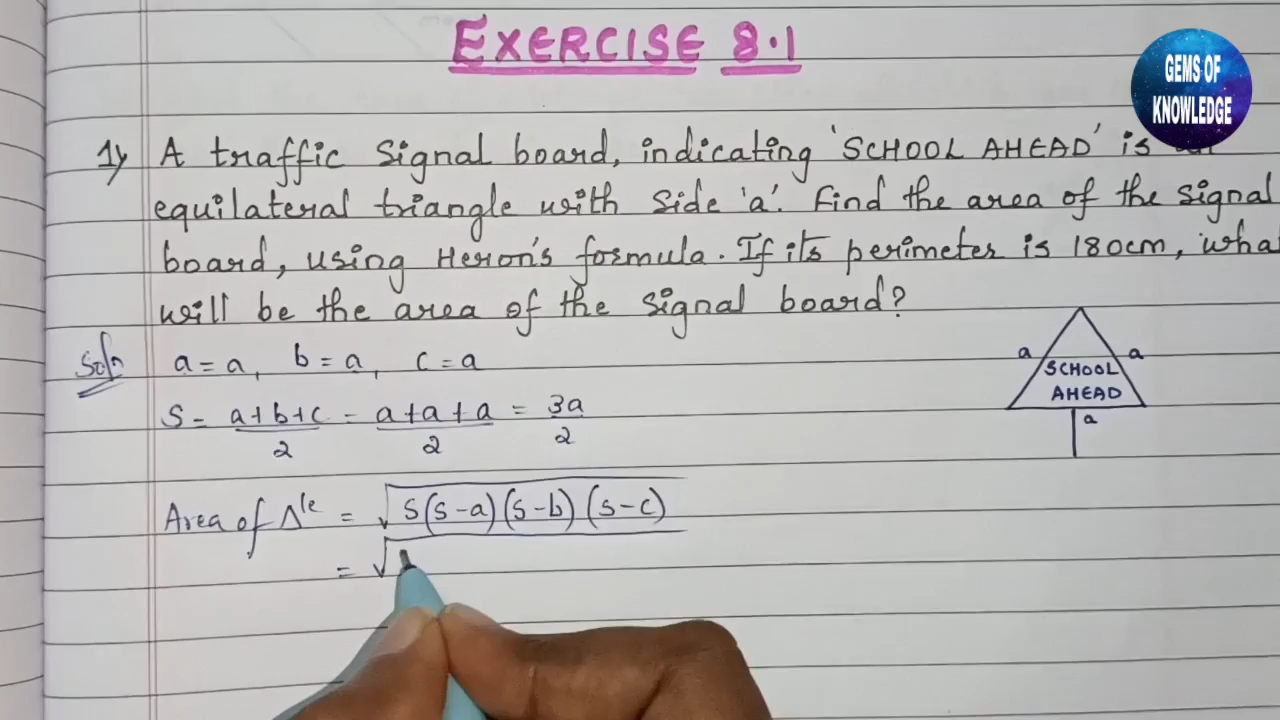 EXERCISE 8.1
GEMS OF
KNOWLEDGE
1) A traffic signal board, indicating 'SCHOOL AHEAD' is
equilateral triangle with side 'a'. Find the area of the signal
board, using Heron's formula. If its perimeter is 180cm, wha
will be the area of the signal board?
Soln a = a, b = a, c = a
a a
SCHOOL
AHEAD
a
S = a+b+c/2 = a+a+a/2 = 3a/2
Area of Δle = √s(s-a)(s-b)(s-c)
= √